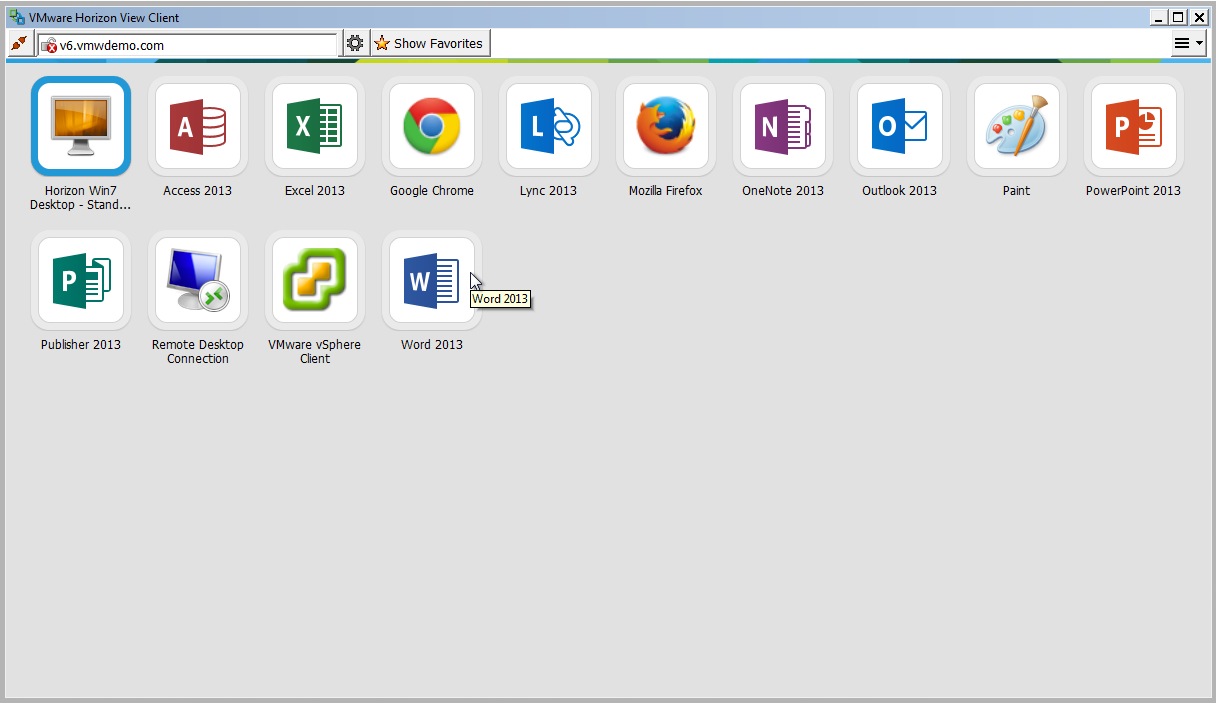 VMware Horizon View Client
v6.vmwdemo.com
Show Favorites
A
X
L
N
O
P
Horizon Win7
Desktop - Stand...
Access 2013
Excel 2013
Google Chrome
Lync 2013
Mozilla Firefox
OneNote 2013
Outlook 2013
Paint
PowerPoint 2013
P
W
Word 2013
Publisher 2013
Remote Desktop
Connection
VMware vSphere
Client
Word 2013